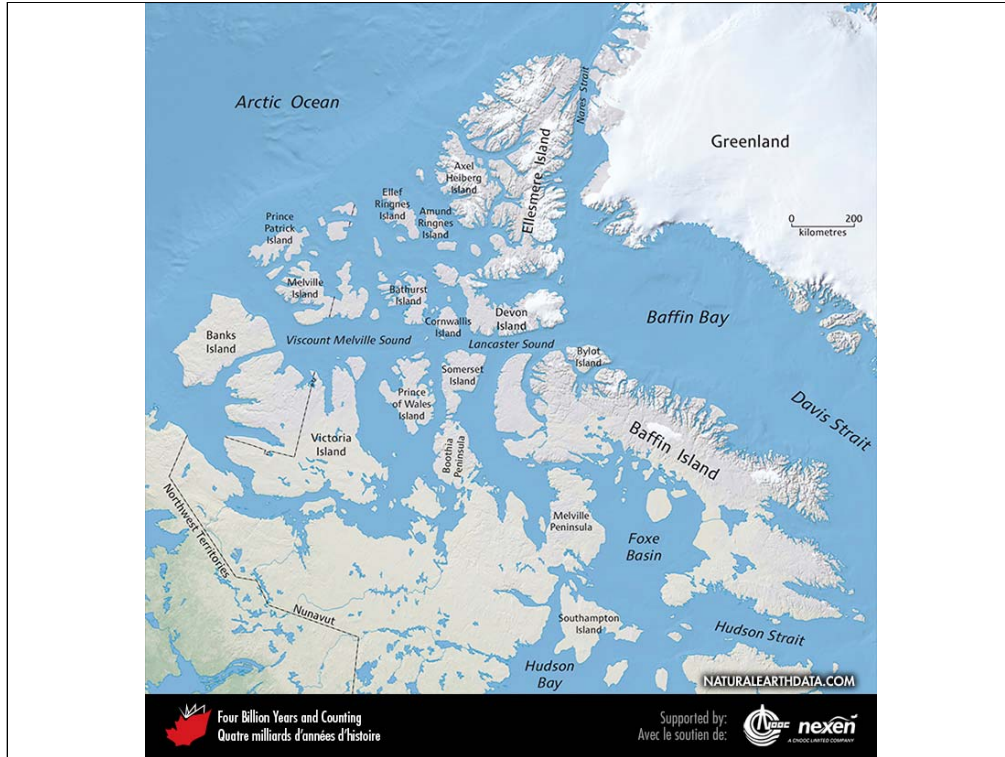 Arctic Ocean
Nares Strait
Greenland
Ellesmere Island
Axel
Heiberg
Island
0 200
kilometres
Ellef
Ringnes
Island
Amund
Ringnes
Island
Prince
Patrick
Island
Melville
Island
Bathurst
Island
Cornwallis
Island
Devon
Island
Baffin Bay
Banks
Island
Viscount Melville Sound
Lancaster Sound
Bylot
Island
Somerset
Island
Prince
of Wales
Island
Davis Strait
Victoria
Island
Boothia
Peninsula
Baffin Island
Northwest Territories
Melville
Peninsula
Foxe
Basin
Nunavut
Southampton
Island
Hudson Strait
Hudson
Bay
NATURALEARTHDATA.COM
Four Billion Years and Counting
Quatre milliards d'années d'histoire
Supported by:
Avec le soutien de:
CNOOC
nexen
A CNOOC LIMITED COMPANY